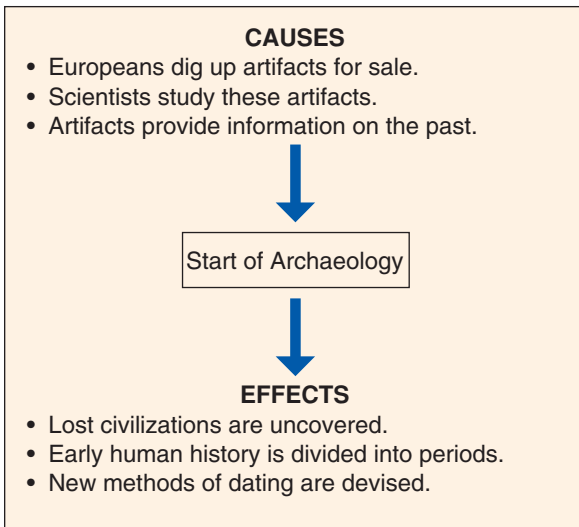 CAUSES
• Europeans dig up artifacts for sale.
• Scientists study these artifacts.
• Artifacts provide information on the past.
Start of Archaeology
EFFECTS
• Lost civilizations are uncovered.
• Early human history is divided into periods.
• New methods of dating are devised.